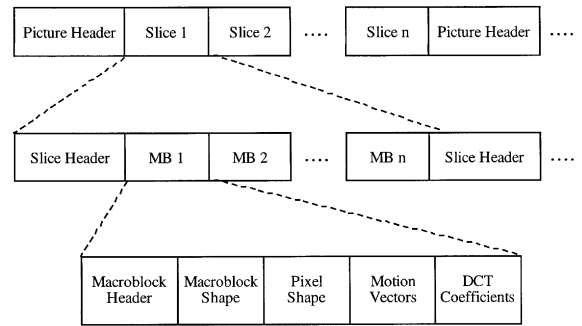 Picture Header Slice 1 Slice 2 .... Slice n Picture Header ....
Slice Header MB 1 MB 2 .... MB n Slice Header ....
Macroblock Header
Macroblock Shape
Pixel Shape
Motion Vectors
DCT Coefficients